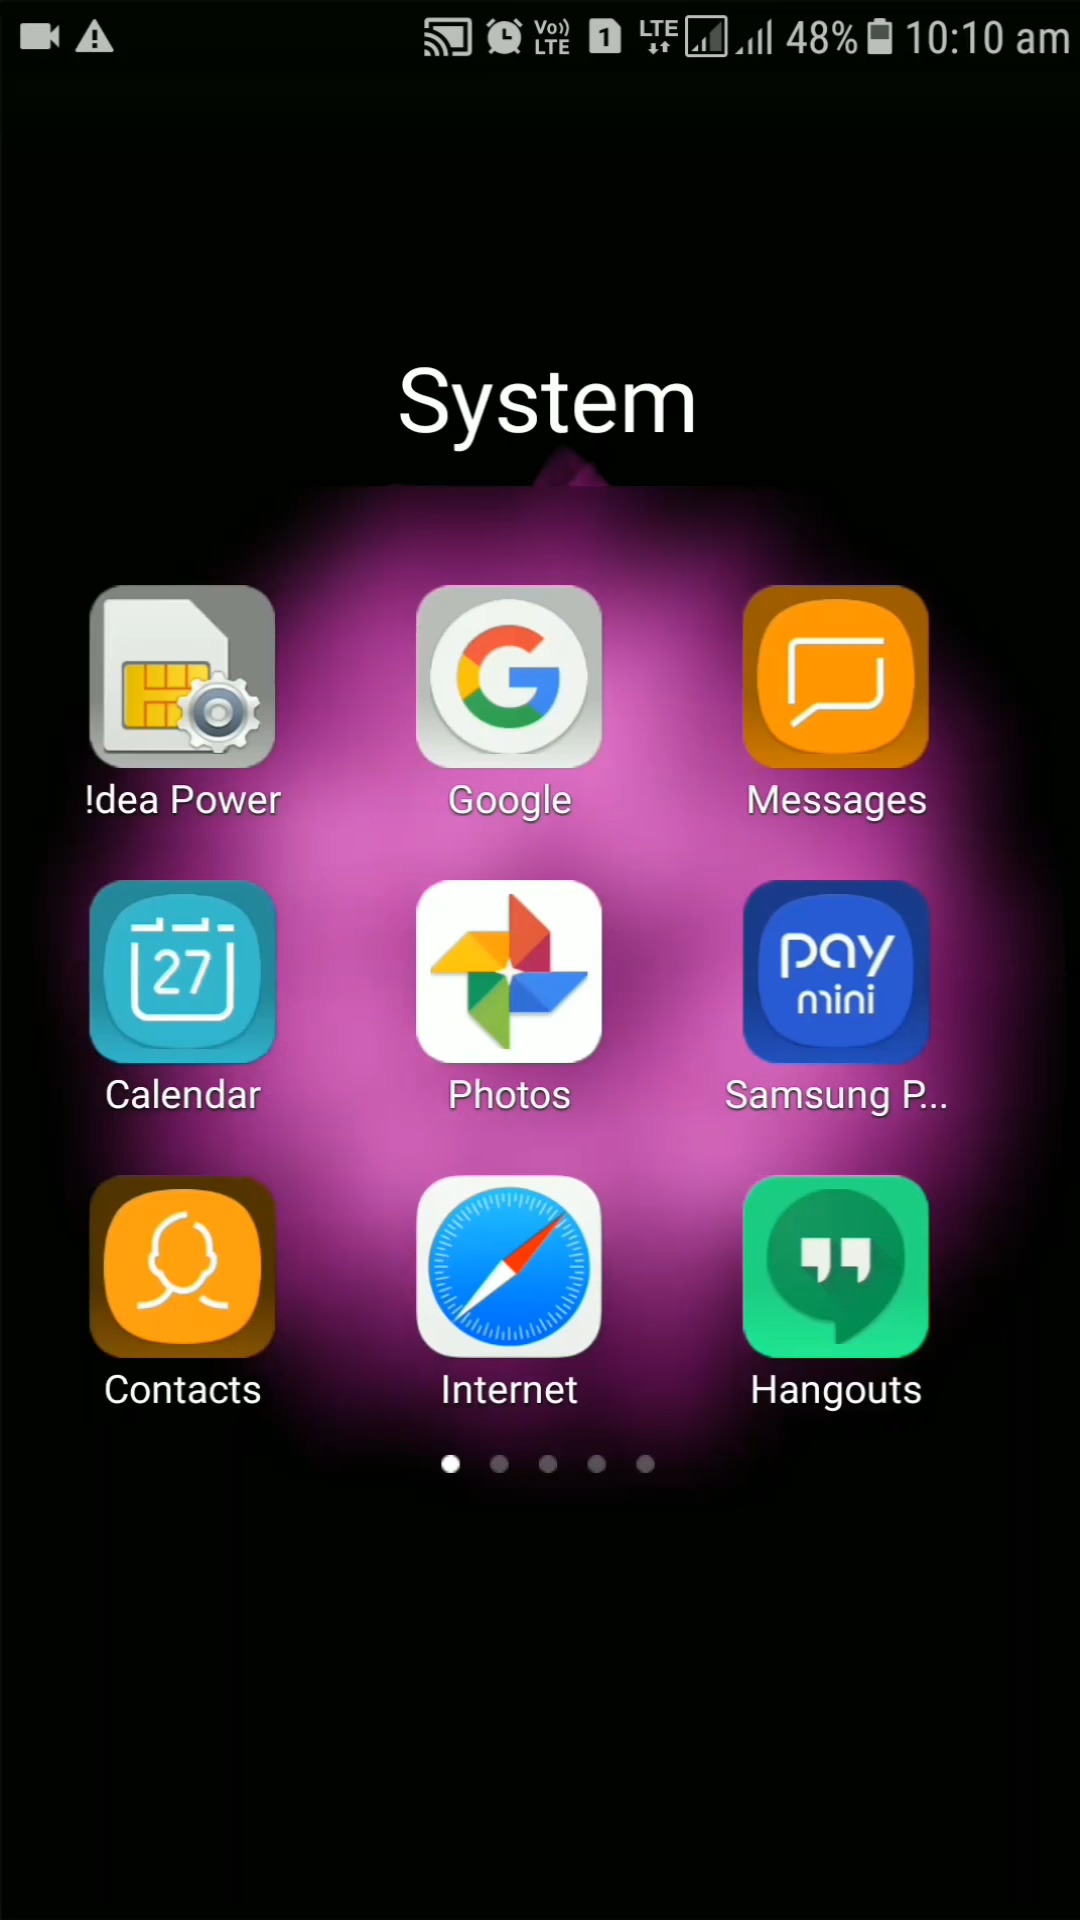 Vo)) LTE 1 LTE 48% 10:10 am
System
!dea Power Google Messages
27 pay mini
Calendar Photos Samsung P...
Contacts Internet Hangouts